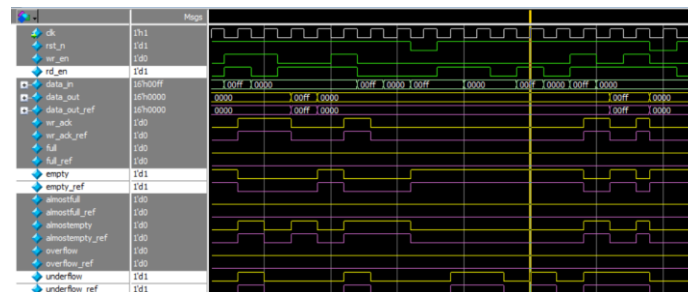 Msgs
clk 1'h1
rst_n 1'd1
wr_en 1'd0
rd_en 1'd1
data_in 16'h00ff 00ff 0000 00ff 0000 00ff 0000 00ff 0000 00ff 0000
data_out 16'h0000 0000 00ff 0000 00ff 0000
data_out_ref 16'h0000 0000 00ff 0000 00ff 0000
wr_ack 1'd0
wr_ack_ref 1'd0
full 1'd0
full_ref 1'd0
empty 1'd1
empty_ref 1'd1
almostfull 1'd0
almostfull_ref 1'd0
almostempty 1'd0
almostempty_ref 1'd0
overflow 1'd0
overflow_ref 1'd0
underflow 1'd1
underflow_ref 1'd1